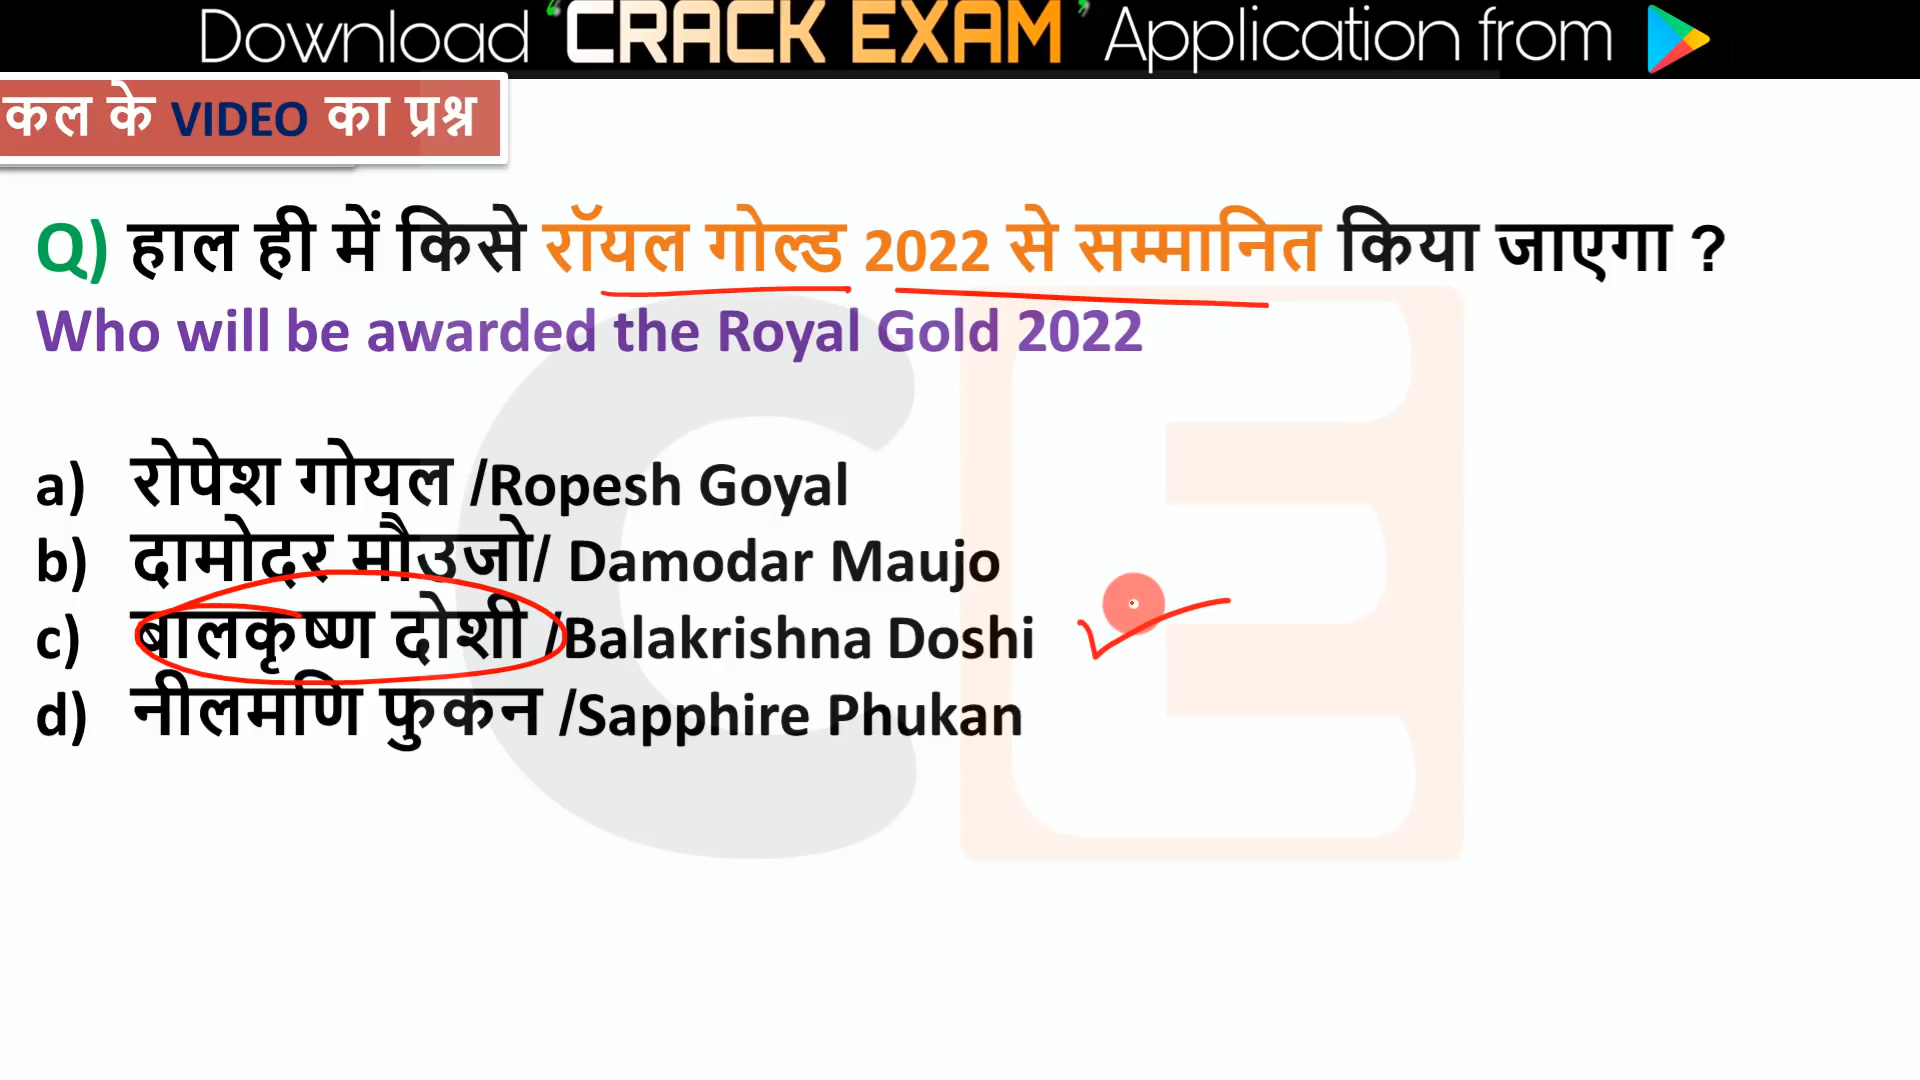 Download 'CRACK EXAM' Application from
कल के VIDEO का प्रश्न
Q) हाल ही में किसे रॉयल गोल्ड 2022 से सम्मानित किया जाएगा ?
Who will be awarded the Royal Gold 2022
a) रोपेश गोयल /Ropesh Goyal
b) दामोदर मौउजो/ Damodar Maujo
c) बालकृष्ण दोशी /Balakrishna Doshi
d) नीलमणि फुकन /Sapphire Phukan
CE